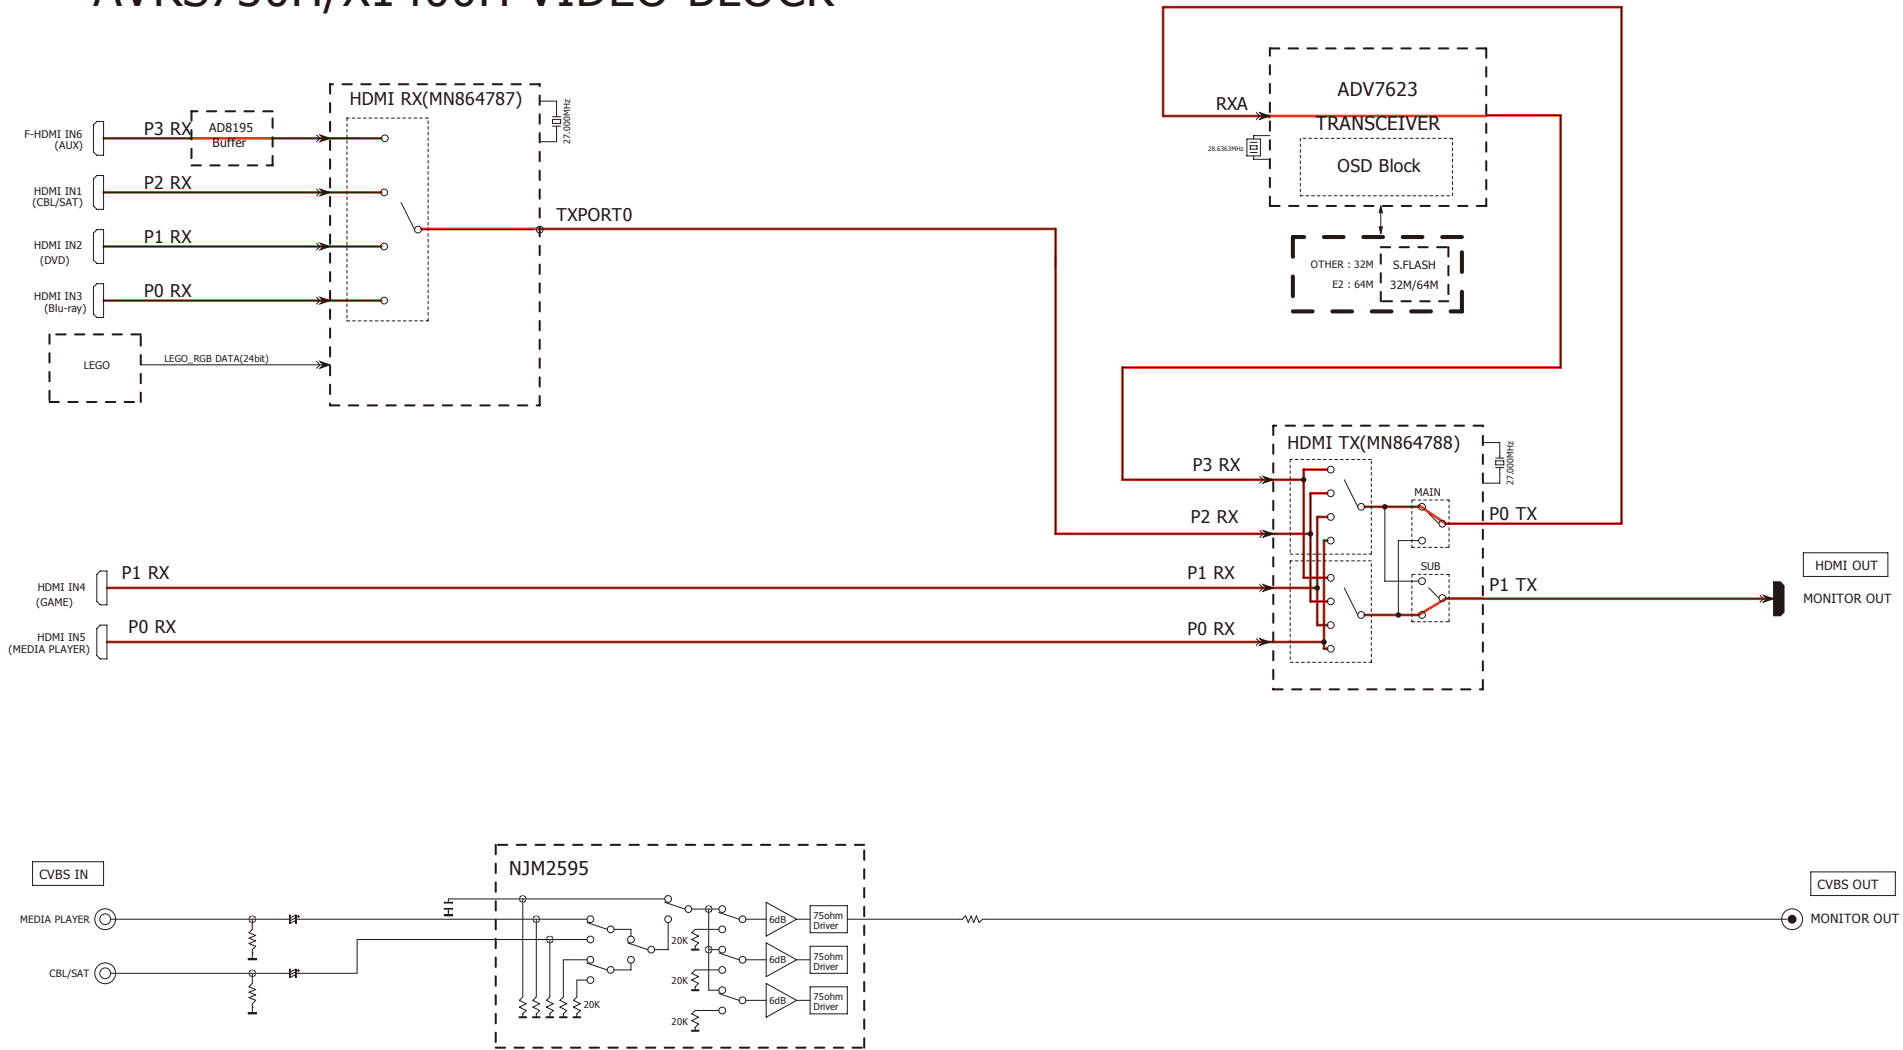 HDMI RX(MN864787)
27.000MHz
F-HDMI IN6
(AUX)
P3 RX
AD8195
Buffer
HDMI IN1
(CBL/SAT)
P2 RX
HDMI IN2
(DVD)
P1 RX
HDMI IN3
(Blu-ray)
P0 RX
LEGO
LEGO_RGB DATA(24bit)
TXPORT0
ADV7623
RXA
TRANSCEIVER
28.6363MHz
OSD Block
OTHER : 32M
E2 : 64M
S.FLASH
32M/64M
HDMI TX(MN864788)
27.000MHz
P3 RX
P2 RX
P1 RX
P0 RX
MAIN
SUB
P0 TX
P1 TX
HDMI OUT
MONITOR OUT
HDMI IN4
(GAME)
P1 RX
HDMI IN5
(MEDIA PLAYER)
P0 RX
CVBS IN
MEDIA PLAYER
CBL/SAT
NJM2595
20K
20K
20K
20K
6dB
75ohm
Driver
6dB
75ohm
Driver
6dB
75ohm
Driver
CVBS OUT
MONITOR OUT